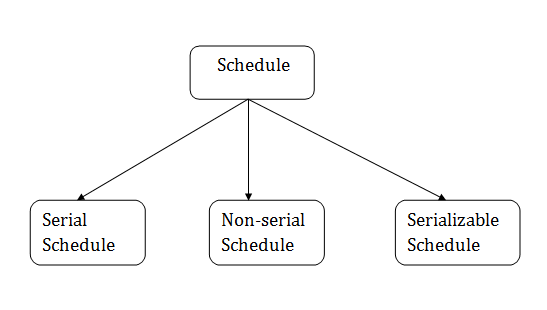 Schedule
Serial
Schedule
Non-serial
Schedule
Serializable
Schedule